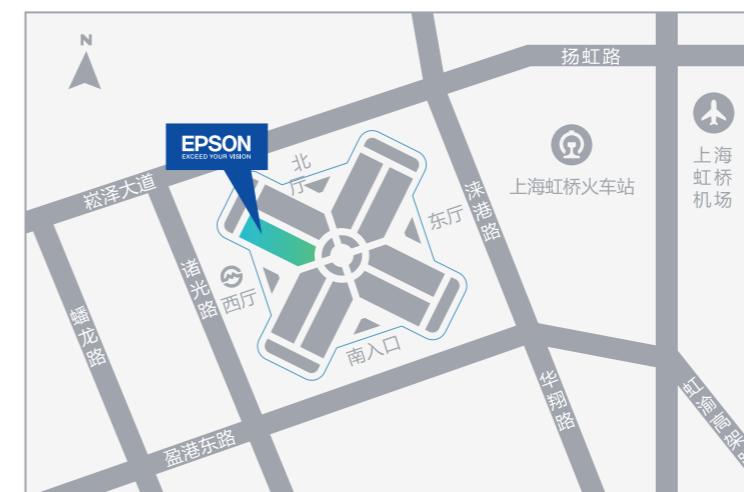 N
扬虹路
EPSON
EXCEED YOUR VISION
北厅
上海虹桥火车站
上海
虹桥
机场
崧泽大道
涞港路
东厅
诸光路
西厅
蟠龙路
南入口
华翔路
虹渝高架路
盈港东路